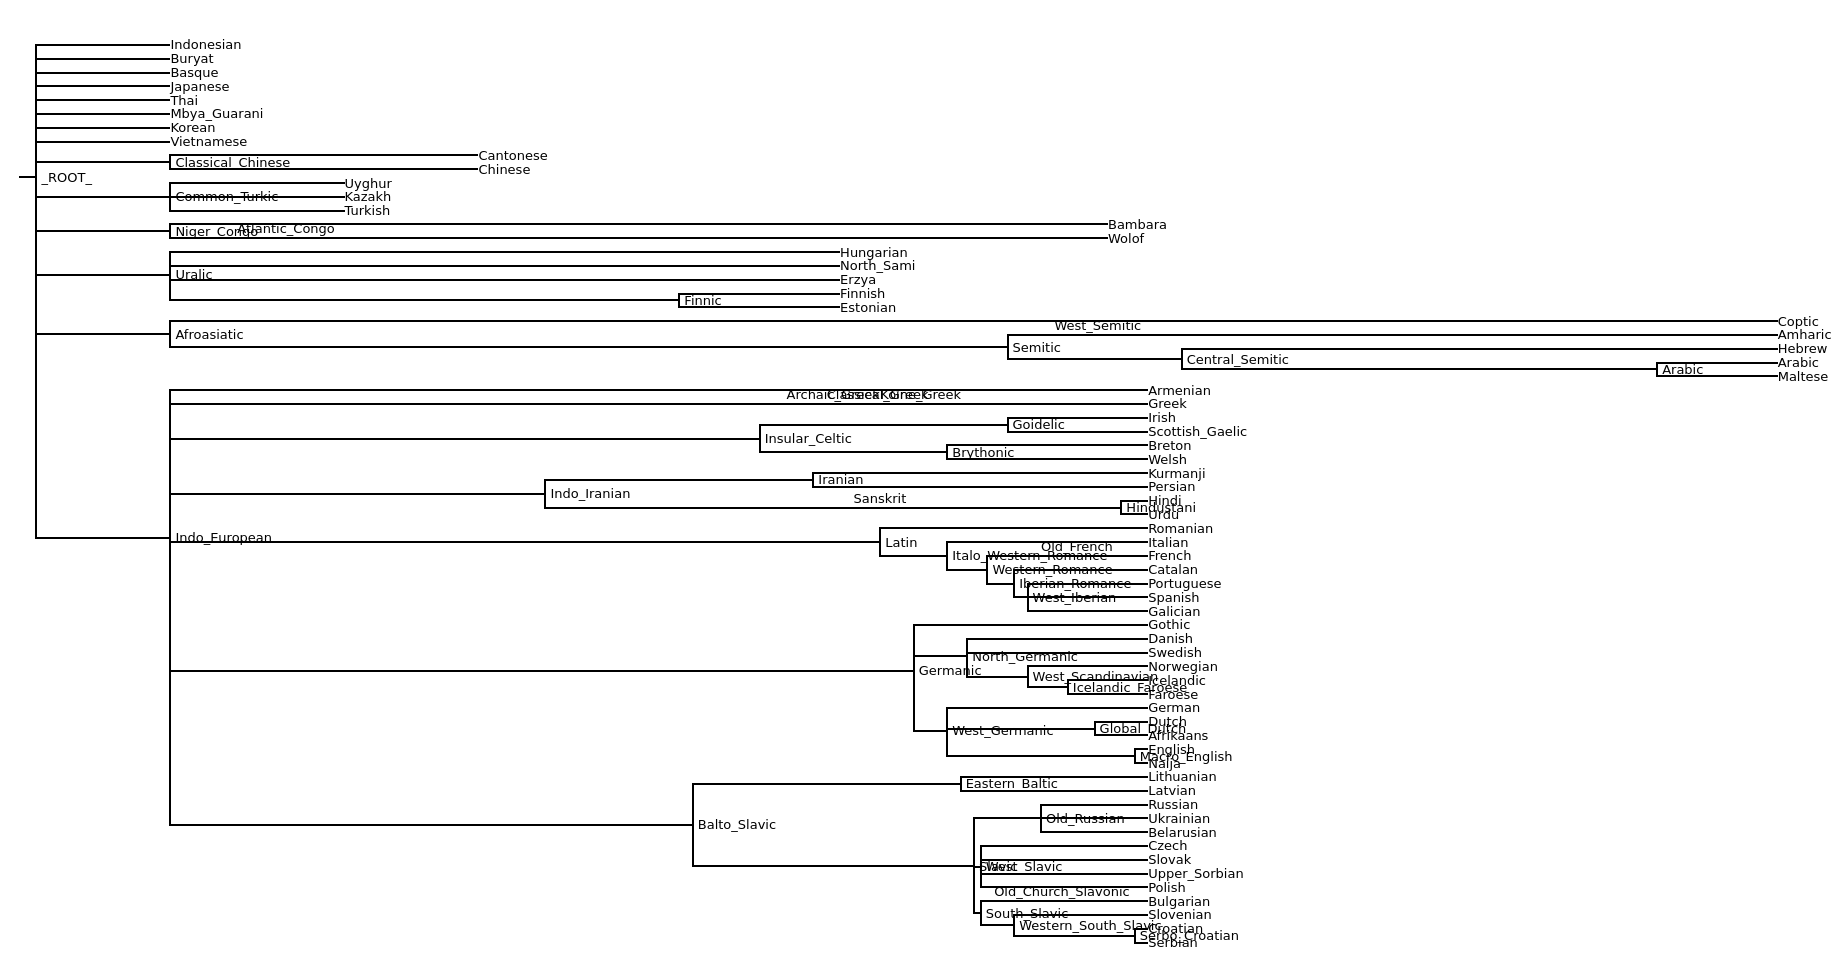 Indonesian
Buryat
Basque
Japanese
Thai
Mbya_Guarani
Korean
Vietnamese
Cantonese
Classical_Chinese
Chinese
_ROOT_
Uyghur
Common_Turkic
Kazakh
Turkish
Bambara
Atlantic_Congo
Niger_Congo
Wolof
Hungarian
North_Sami
Uralic
Erzya
Finnish
Finnic
Estonian
Coptic
West_Semitic
Afroasiatic
Amharic
Semitic
Hebrew
Central_Semitic
Arabic
Arabic
Maltese
Armenian
Archaic_Greek
Classical_Greek
Koine_Greek
Greek
Irish
Goidelic
Scottish_Gaelic
Insular_Celtic
Breton
Brythonic
Welsh
Kurmanji
Iranian
Persian
Indo_Iranian
Sanskrit
Hindi
Hindustani
Urdu
Romanian
Indo_European
Latin
Italian
Old_French
Italo_Western_Romance
French
Western_Romance
Catalan
Iberian_Romance
Portuguese
West_Iberian
Spanish
Galician
Gothic
Danish
Swedish
North_Germanic
Norwegian
Germanic
West_Scandinavian
Icelandic
Icelandic_Faroese
Faroese
German
Dutch
West_Germanic
Global_Dutch
Afrikaans
English
Macro_English
Naija
Lithuanian
Eastern_Baltic
Latvian
Russian
Balto_Slavic
Old_Russian
Ukrainian
Belarusian
Czech
Slovak
Slavic
West_Slavic
Upper_Sorbian
Polish
Old_Church_Slavonic
Bulgarian
South_Slavic
Slovenian
Western_South_Slavic
Croatian
Serbo_Croatian
Serbian